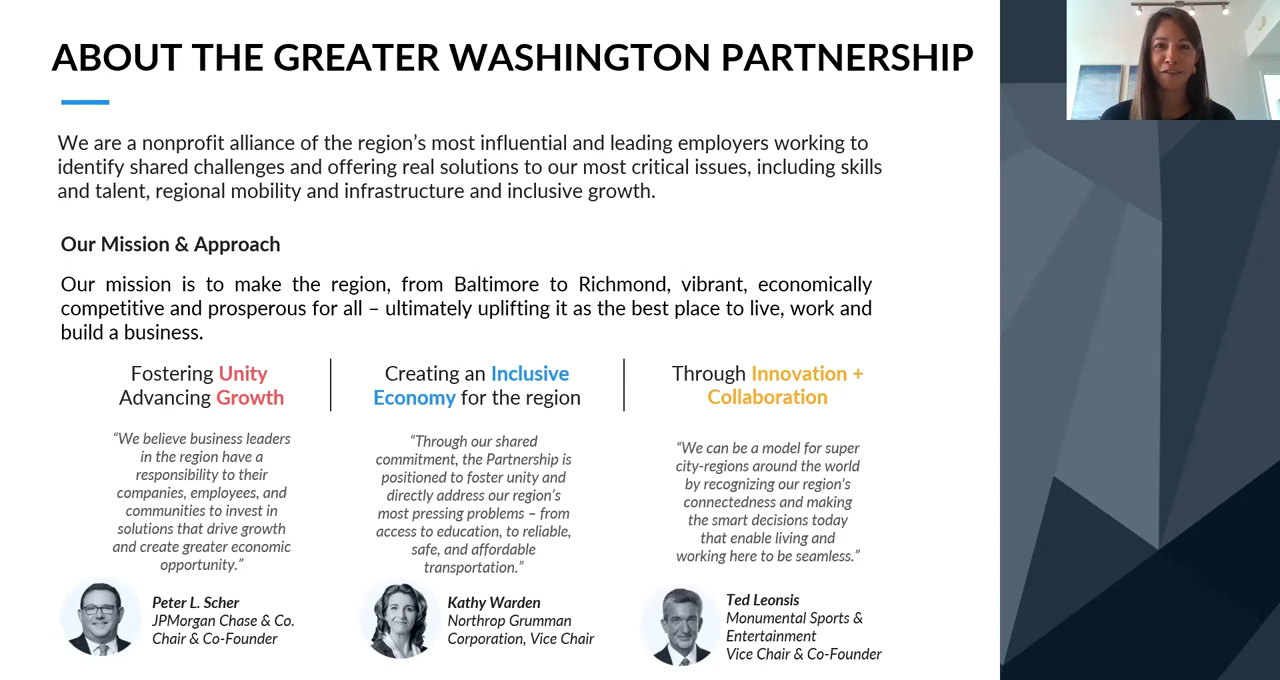 ABOUT THE GREATER WASHINGTON PARTNERSHIP
We are a nonprofit alliance of the region’s most influential and leading employers working to
identify shared challenges and offering real solutions to our most critical issues, including skills
and talent, regional mobility and infrastructure and inclusive growth.
Our Mission & Approach
Our mission is to make the region, from Baltimore to Richmond, vibrant, economically
competitive and prosperous for all – ultimately uplifting it as the best place to live, work and
build a business.
Fostering Unity
Advancing Growth
“We believe business leaders
in the region have a
responsibility to their
companies, employees, and
communities to invest in
solutions that drive growth
and create greater economic
opportunity.”
Peter L. Scher
JPMorgan Chase & Co.
Chair & Co-Founder
Creating an Inclusive
Economy for the region
“Through our shared
commitment, the Partnership is
positioned to foster unity and
directly address our region’s
most pressing problems – from
access to education, to reliable,
safe, and affordable
transportation.”
Kathy Warden
Northrop Grumman
Corporation, Vice Chair
Through Innovation +
Collaboration
“We can be a model for super
city-regions around the world
by recognizing our region's
connectedness and making
the smart decisions today
that enable living and
working here to be seamless.”
Ted Leonsis
Monumental Sports &
Entertainment
Vice Chair & Co-Founder